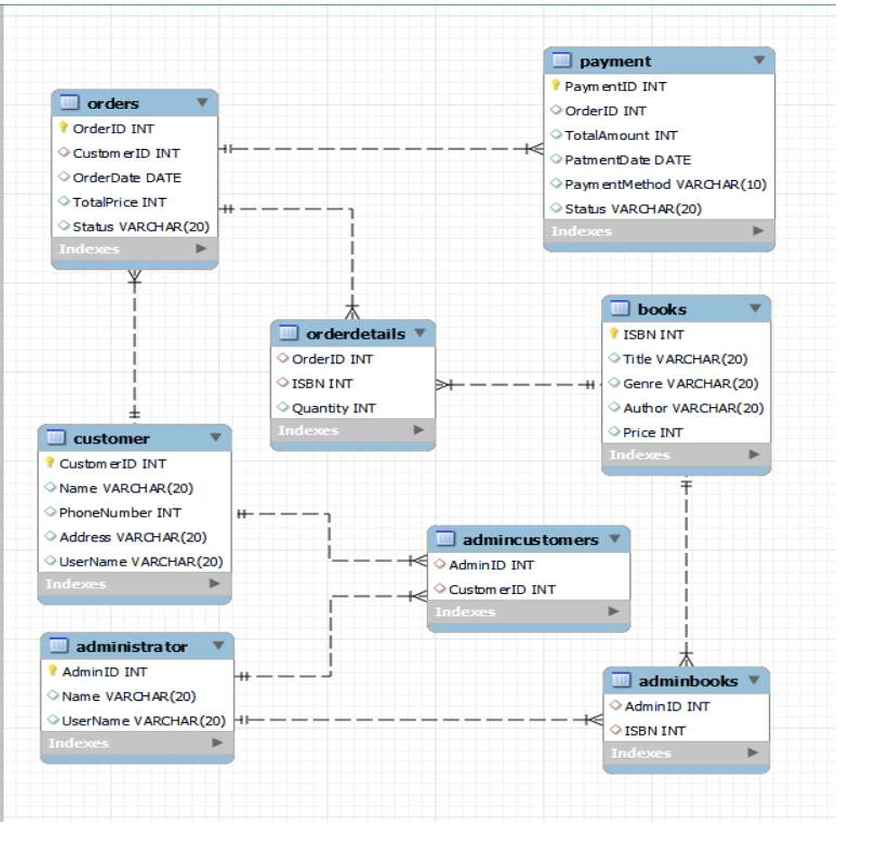 orders
OrderID INT
CustomerID INT
OrderDate DATE
TotalPrice INT
Status VARCHAR(20)
Indexes
payment
PaymentID INT
OrderID INT
TotalAmount INT
PatmentDate DATE
PaymentMethod VARCHAR(10)
Status VARCHAR(20)
Indexes
orderdetails
OrderID INT
ISBN INT
Quantity INT
Indexes
books
ISBN INT
Title VARCHAR(20)
Genre VARCHAR(20)
Author VARCHAR(20)
Price INT
Indexes
customer
CustomerID INT
Name VARCHAR(20)
PhoneNumber INT
Address VARCHAR(20)
UserName VARCHAR(20)
Indexes
admincustomers
AdminID INT
CustomerID INT
Indexes
administrator
AdminID INT
Name VARCHAR(20)
UserName VARCHAR(20)
Indexes
adminbooks
AdminID INT
ISBN INT
Indexes